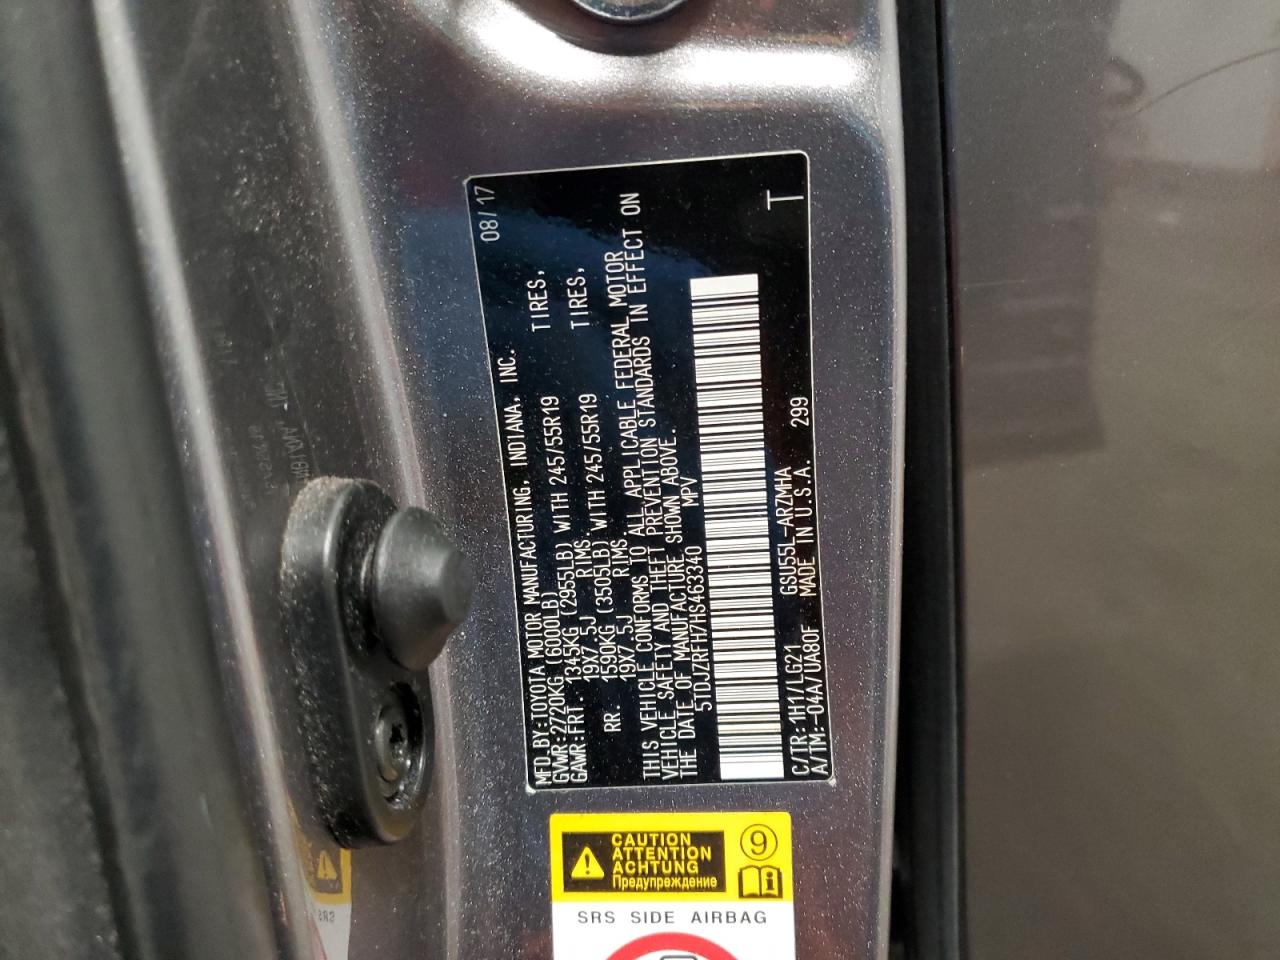 MFD.BY:TOYOTA MOTOR MANUFACTURING, INDIANA, INC. 08/17
GVWR:2720KG (6000LB)
GAWR:FRT. 1345KG (2955LB) WITH 245/55R19 TIRES,
19X7.5J RIMS.
RR. 1590KG (3505LB) WITH 245/55R19 TIRES,
19X7.5J RIMS.
THIS VEHICLE CONFORMS TO ALL APPLICABLE FEDERAL MOTOR
VEHICLE SAFETY AND THEFT PREVENTION STANDARDS IN EFFECT ON
THE DATE OF MANUFACTURE SHOWN ABOVE.
5TDJZRFH7HS463340 MPV
C/TR:1H1/LG21 GSU55L-ARZMHA
A/TM:-04A/UA80F MADE IN U.S.A. 299 T
CAUTION
ATTENTION
ACHTUNG
Предупреждение
9
i
SRS SIDE AIRBAG